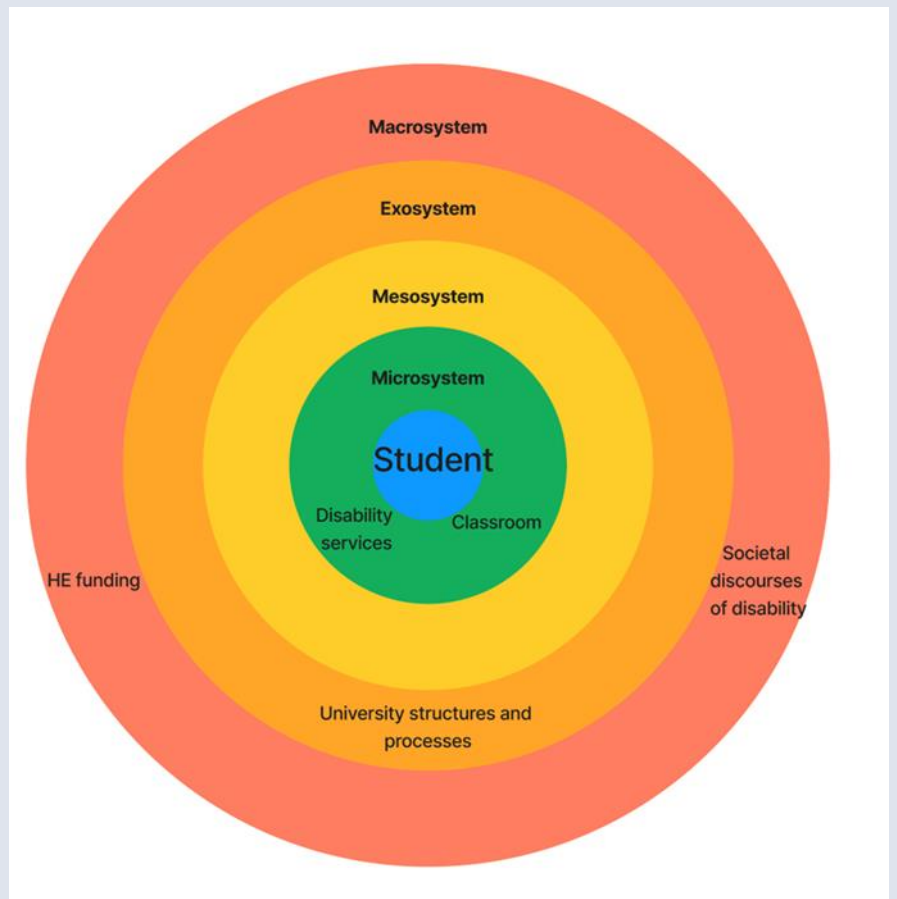 Macrosystem
Exosystem
Mesosystem
Microsystem
Student
Disability
services
Classroom
HE funding
Societal
discourses
of disability
University structures and
processes